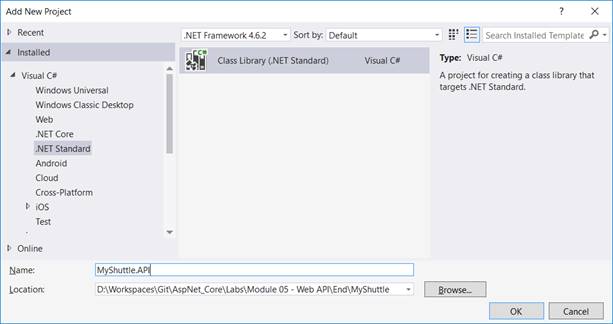 Add New Project
Recent
.NET Framework 4.6.2 Sort by: Default Search Installed Template
Installed
Class Library (.NET Standard) Visual C# Type: Visual C#
A project for creating a class library that targets .NET Standard.
Visual C#
Windows Universal
Windows Classic Desktop
Web
.NET Core
.NET Standard
Android
Cloud
Cross-Platform
iOS
Test
Online
Name: MyShuttle.API
Location: D:\Workspaces\Git\AspNet_Core\Labs\Module 05 - Web API\End\MyShuttle Browse...
OK Cancel